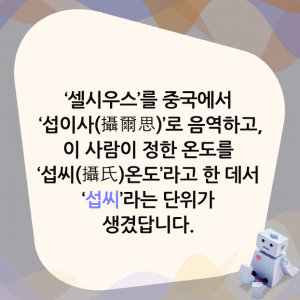 ‘셀시우스’를 중국에서
‘섭이사(攝爾思)’로 음역하고,
이 사람이 정한 온도를
‘섭씨(攝氏)온도’라고 한 데서
‘섭씨’라는 단위가
생겼답니다.